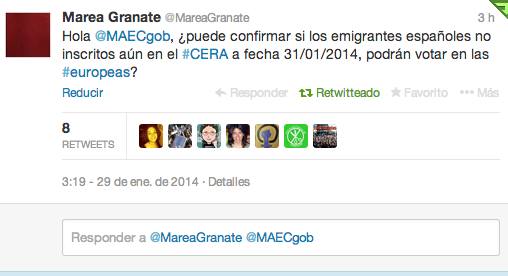 Marea Granate @MareaGranate 3 h
Hola @MAECgob, ¿puede confirmar si los emigrantes españoles no
inscritos aún en el #CERA a fecha 31/01/2014, podrán votar en las
#europeas?
Reducir Responder Retwitteado Favorito Más
8
RETWEETS
3:19 - 29 de ene. de 2014 · Detalles
Responder a @MareaGranate @MAECgob